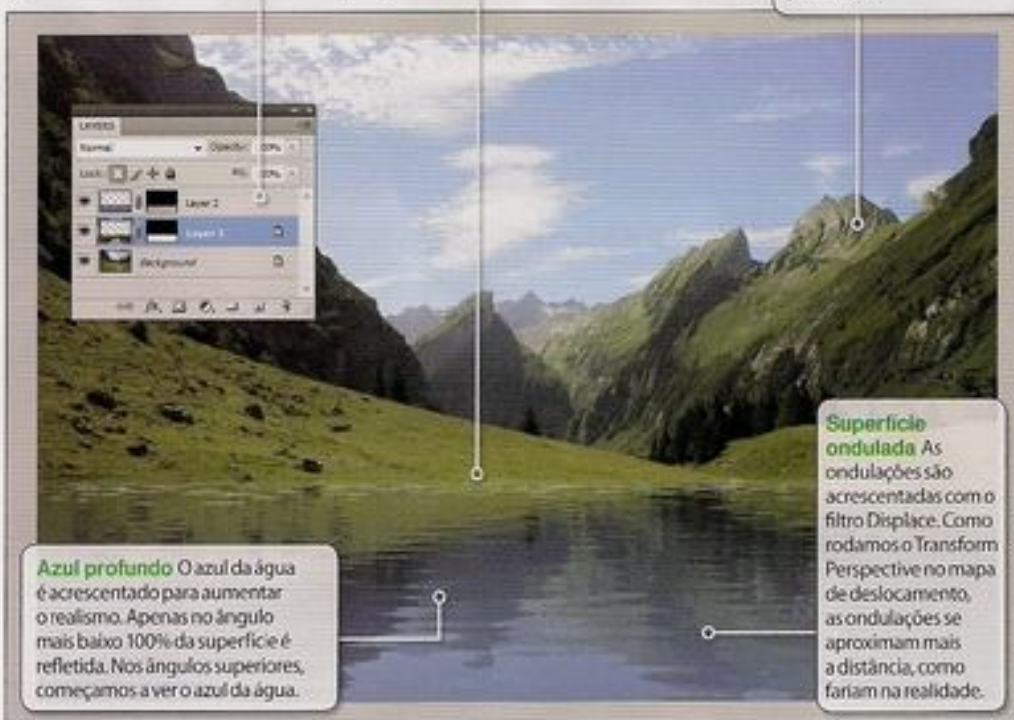 LAYERS
Normal
Opacity:
Lock:
Layer 2
Layer 1
Background
Superfície
ondulada As
ondulações são
acrescentadas com o
filtro Displace. Como
rodamos o Transform
Perspective no mapa
de deslocamento,
as ondulações se
aproximam mais
a distância, como
fariam na realidade.
Azul profundo O azul da água
é acrescentado para aumentar
o realismo. Apenas no ângulo
mais baixo 100% da superfície é
refletida. Nos ângulos superiores,
começamos a ver o azul da água.